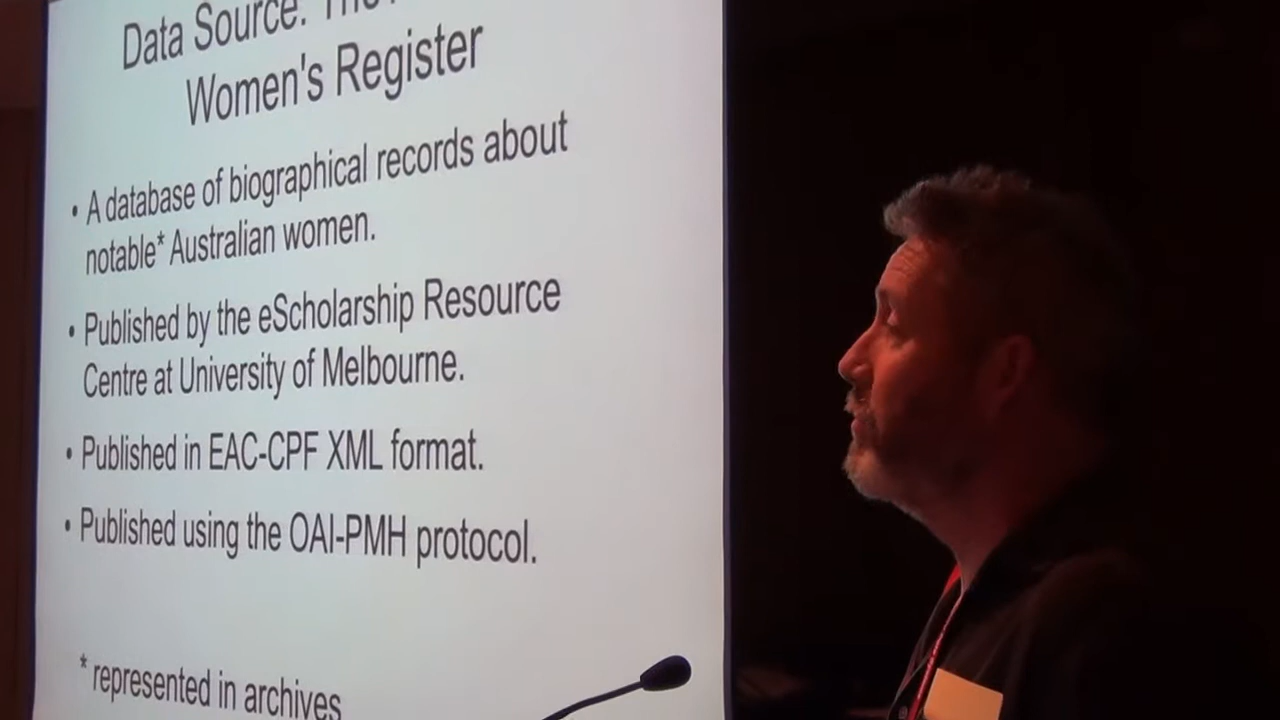 Data Source: The
Women's Register
• A database of biographical records about
notable* Australian women.
• Published by the eScholarship Resource
Centre at University of Melbourne.
• Published in EAC-CPF XML format.
• Published using the OAI-PMH protocol.
* represented in archives